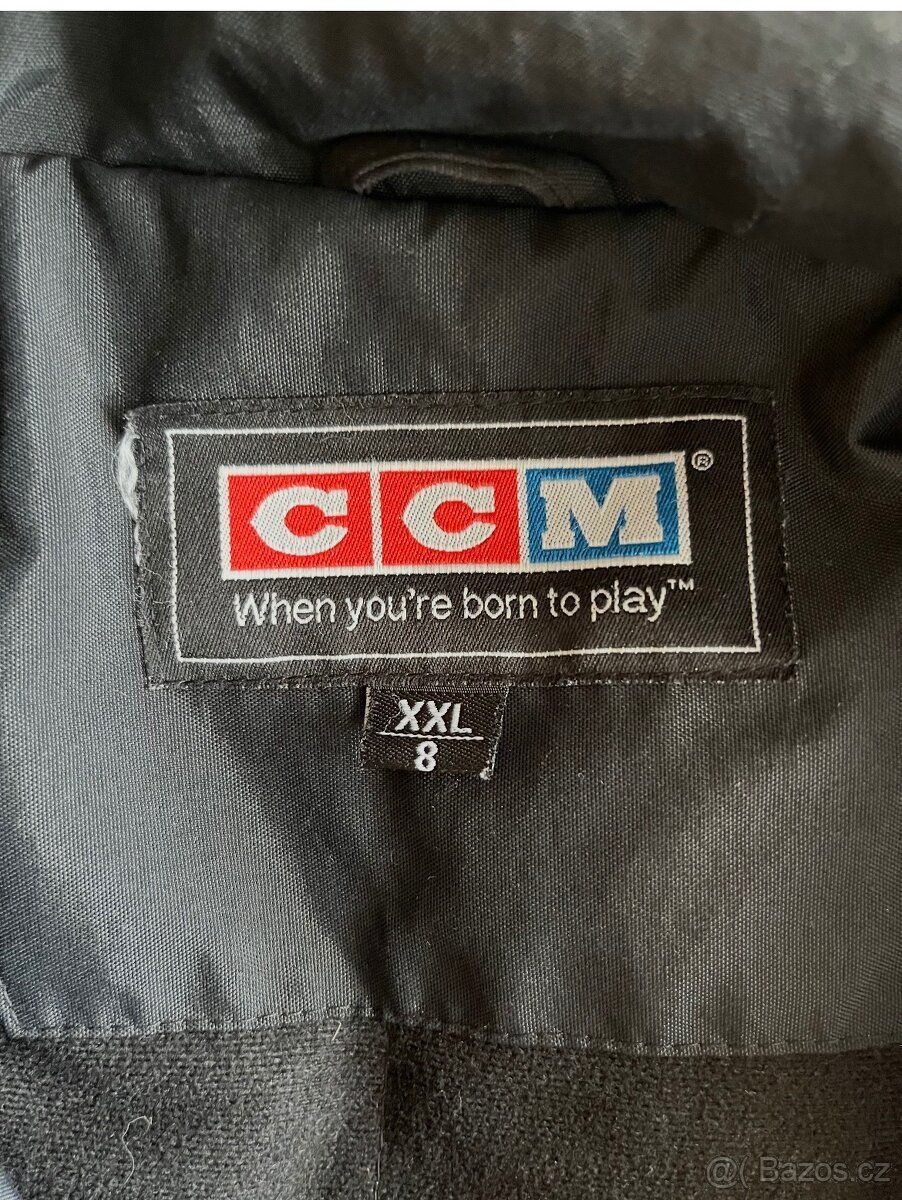 CCM®
When you're born to play™
XXL
8
@( Bazos.cz